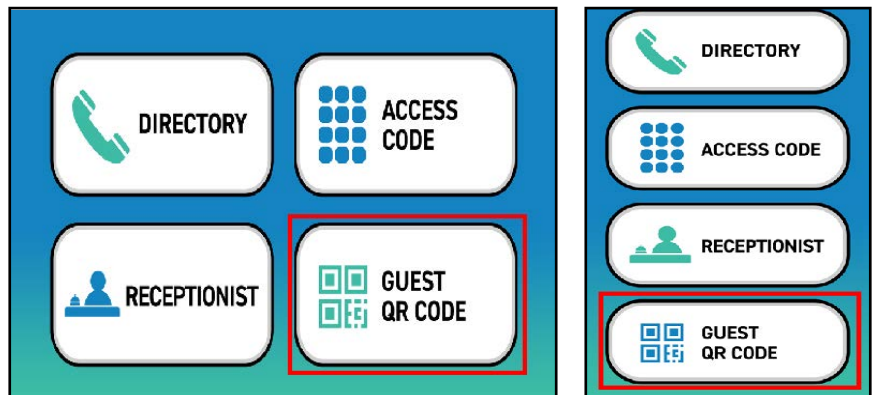 DIRECTORY
ACCESS
CODE
RECEPTIONIST
GUEST
QR CODE
DIRECTORY
ACCESS CODE
RECEPTIONIST
GUEST
QR CODE